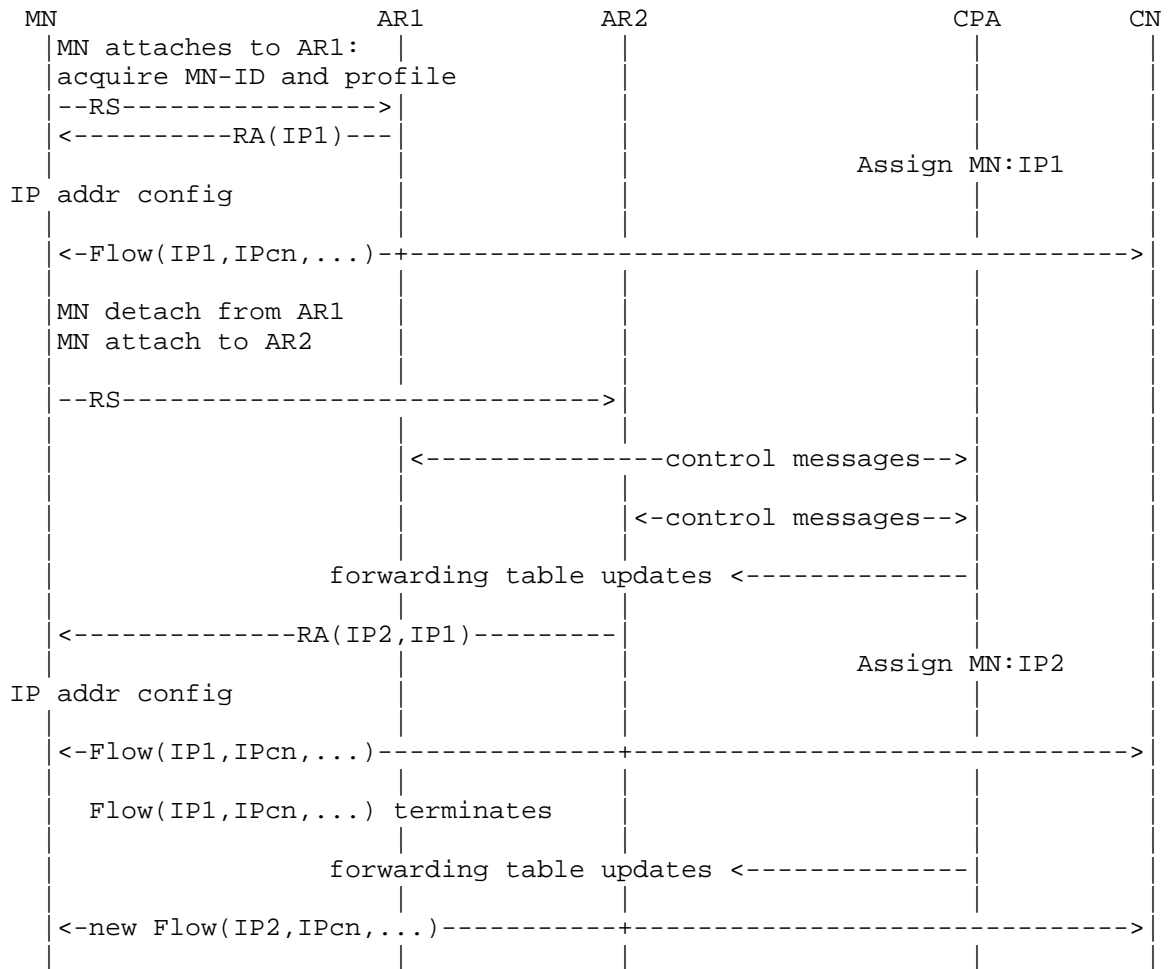 MN AR1 AR2 CPA CN
|MN attaches to AR1:| | | |
|acquire MN-ID and profile | | |
|--RS---------------->| | | |
|<----------RA(IP1)---| | | |
| | | Assign MN:IP1 |
IP addr config | | | |
| | | | |
|<-Flow(IP1,IPcn,...)-+---------------------------------------------->|
| | | | |
|MN detach from AR1 | | | |
|MN attach to AR2 | | | |
| | | | |
|--RS------------------------------>| | |
| | | | |
| |<---------------control messages-->| |
| | | | |
| | |<-control messages-->| |
| | | | |
| forwarding table updates <--------------| |
| | | | |
|<--------------RA(IP2,IP1)---------| | |
| | | Assign MN:IP2 |
IP addr config | | | |
| | | | |
|<-Flow(IP1,IPcn,...)---------------+-------------------------------->|
| | | | |
| Flow(IP1,IPcn,...) terminates | | |
| | | | |
| forwarding table updates <--------------| |
| | | | |
|<-new Flow(IP2,IPcn,...)-----------+-------------------------------->|
| | | | |